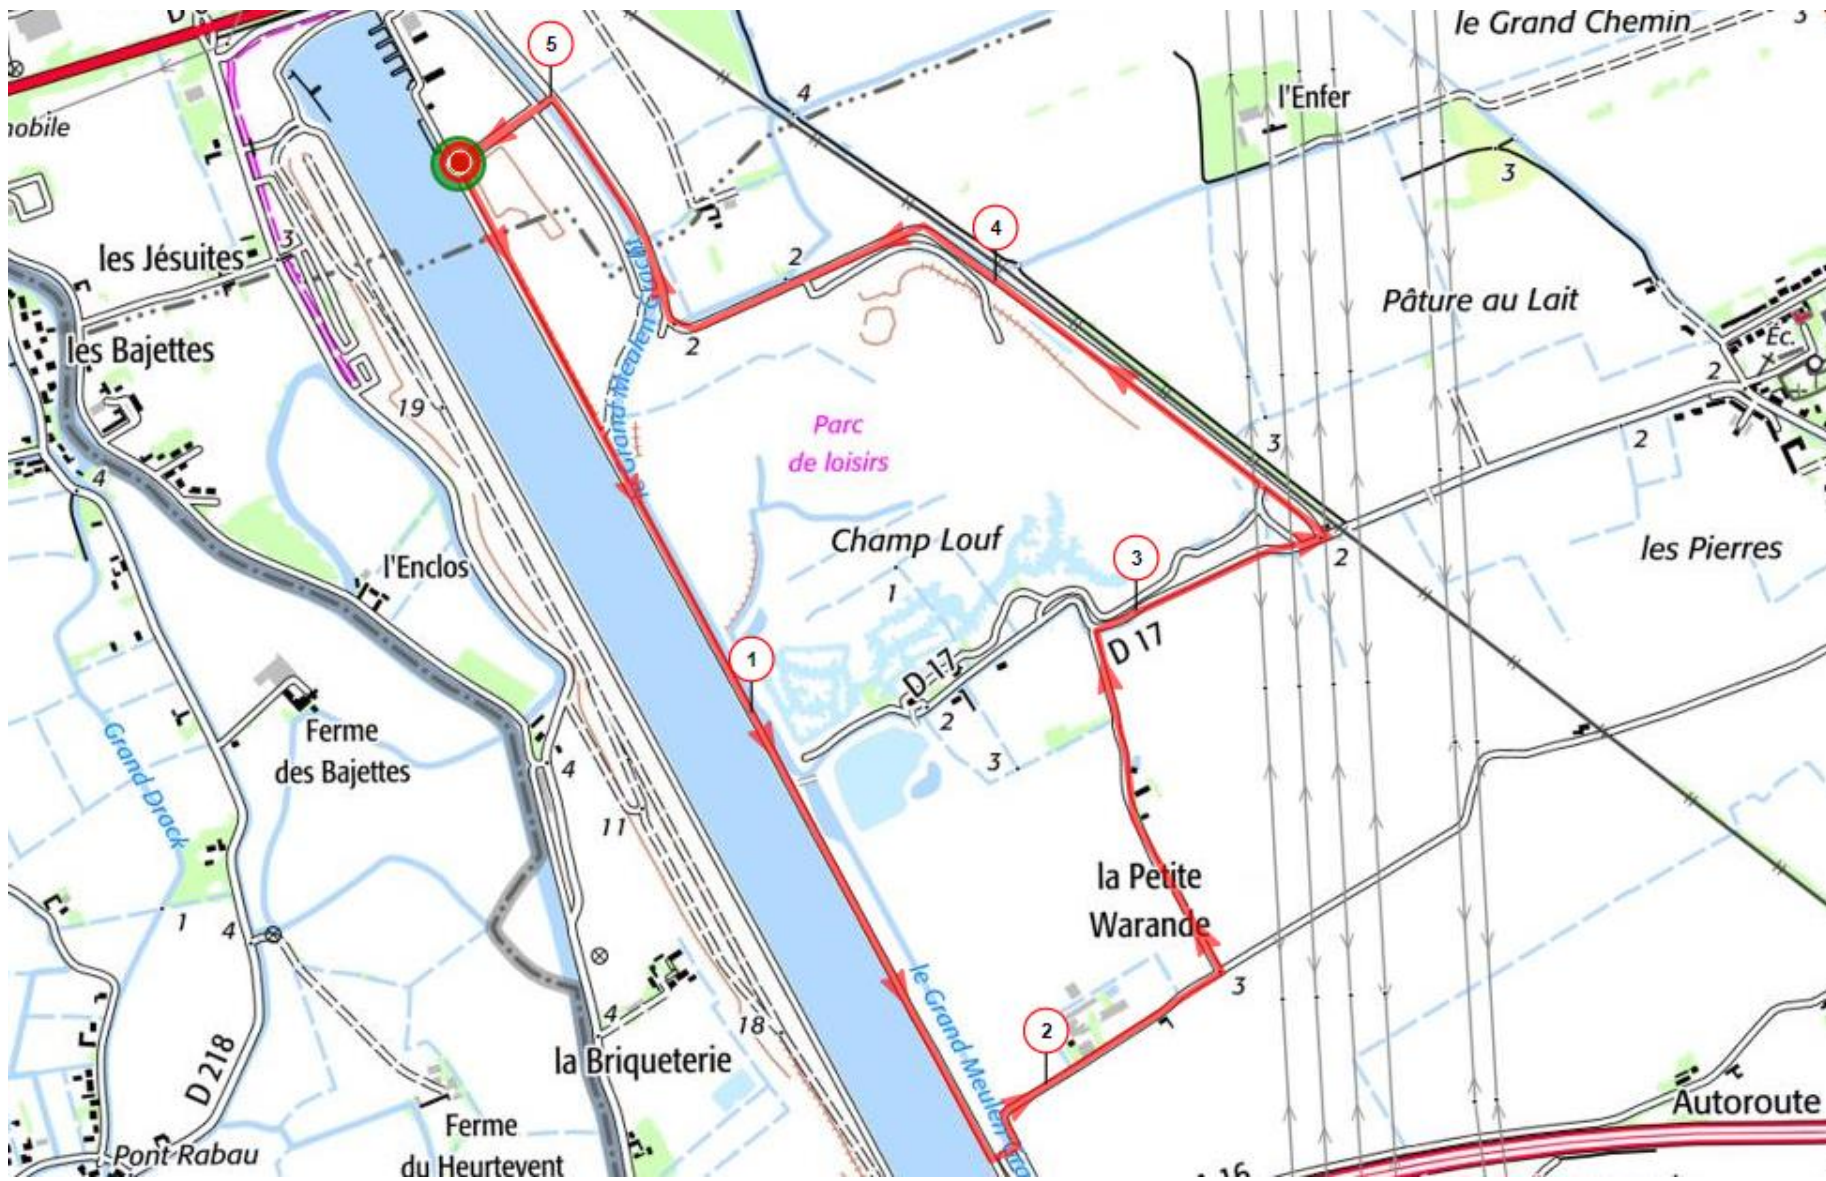 le Grand Chemin
3
5
4
l'Enfer
mobile
3
les Jésuites
3
4
2
Pâture au Lait
les Bajettes
2
Éc.
2
19
Parc
de loisirs
3
2
le Grand Meulen Gracht
4
Champ Louf
3
2
les Pierres
l'Enclos
1
D 17
1
D 17
2
Ferme
des Bajettes
3
4
Grand Drack
11
la Petite
Warande
1
4
3
le Grand Meulen Gra
2
4
18
la Briqueterie
D 218
Autoroute
Ferme
du Heurtevent
Pont Rabau
A 16